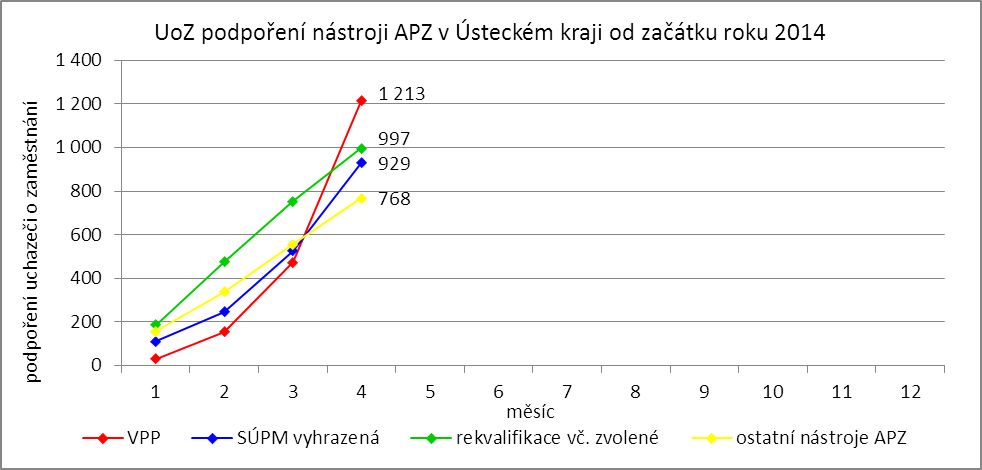 UoZ podpoření nástroji APZ v Ústeckém kraji od začátku roku 2014
podpoření uchazeči o zaměstnání
1 400
1 200
1 000
800
600
400
200
0
1 213
997
929
768
1 2 3 4 5 6 7 8 9 10 11 12
měsíc
VPP SÚPM vyhrazená rekvalifikace vč. zvolené ostatní nástroje APZ